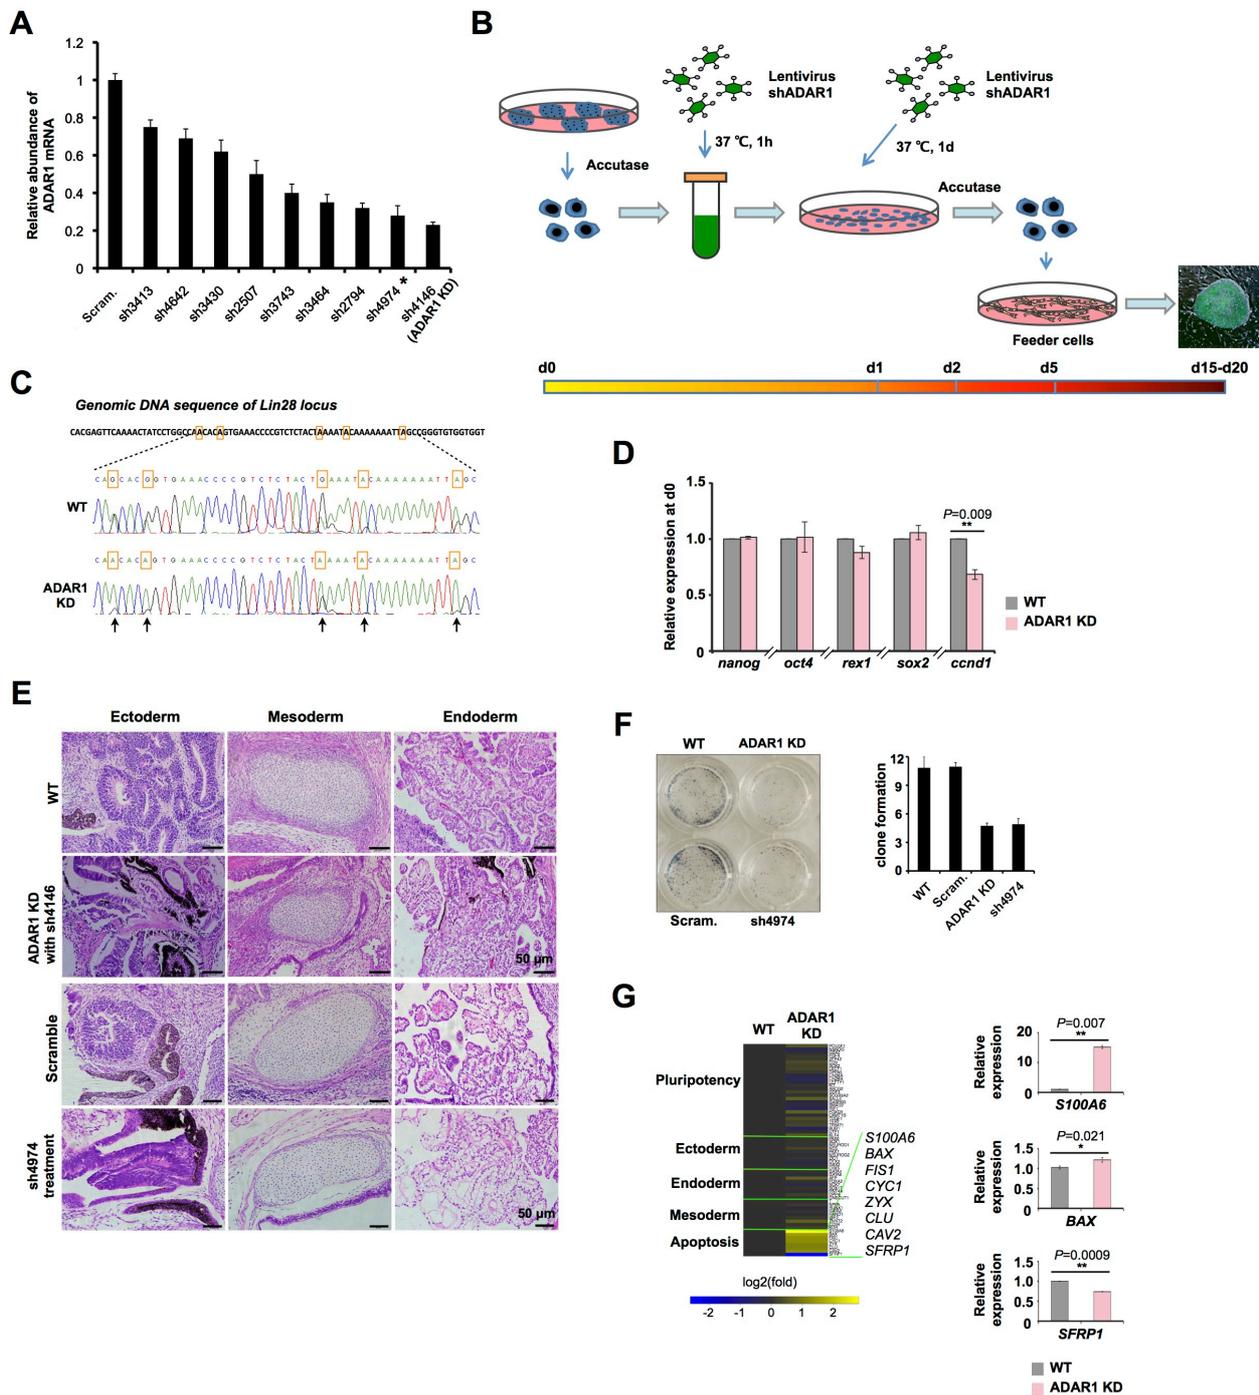 A
1.2
1
0.8
0.6
0.4
0.2
0
Relative abundance of
ADAR1 mRNA
Scram.
sh3413
sh4642
sh3430
sh2507
sh3743
sh3464
sh2794
sh4974 *
sh4146
(ADAR1 KD)
B
Lentivirus
shADAR1
Lentivirus
shADAR1
37 ℃, 1h
37 ℃, 1d
Accutase
Accutase
Feeder cells
d0
d1
d2
d5
d15-d20
C
Genomic DNA sequence of Lin28 locus
CACGAGTTCAAAACTATCCTGGCCAACACAGTGAAACCCCGTCTCTACTAAAATACAAAAAAATTAGCCGGGTGTGGTGGT
CAGCACGGTGAAACCCCGTCTCTACTGAAATACAAAAAAATTAGC
WT
CAACACAGTGAAACCCCGTCTCTACTAAAATACAAAAAAATTAGC
ADAR1
KD
D
1.5
1.0
0.5
0
Relative expression at d0
P=0.009
**
nanog
oct4
rex1
sox2
ccnd1
WT
ADAR1 KD
E
Ectoderm
Mesoderm
Endoderm
WT
ADAR1 KD
with sh4146
50 μm
Scramble
sh4974
treatment
50 μm
F
WT
ADAR1 KD
Scram.
sh4974
clone formation
12
9
6
3
0
WT
Scram.
ADAR1 KD
sh4974
G
WT
ADAR1
KD
Pluripotency
Ectoderm
Endoderm
Mesoderm
Apoptosis
S100A6
BAX
FIS1
CYC1
ZYX
CLU
CAV2
SFRP1
log2(fold)
-2
-1
0
1
2
Relative
expression
20
10
0
P=0.007
**
S100A6
Relative
expression
1.5
1.0
0.5
0
P=0.021
*
BAX
Relative
expression
1.5
1.0
0.5
0
P=0.0009
**
SFRP1
WT
ADAR1 KD